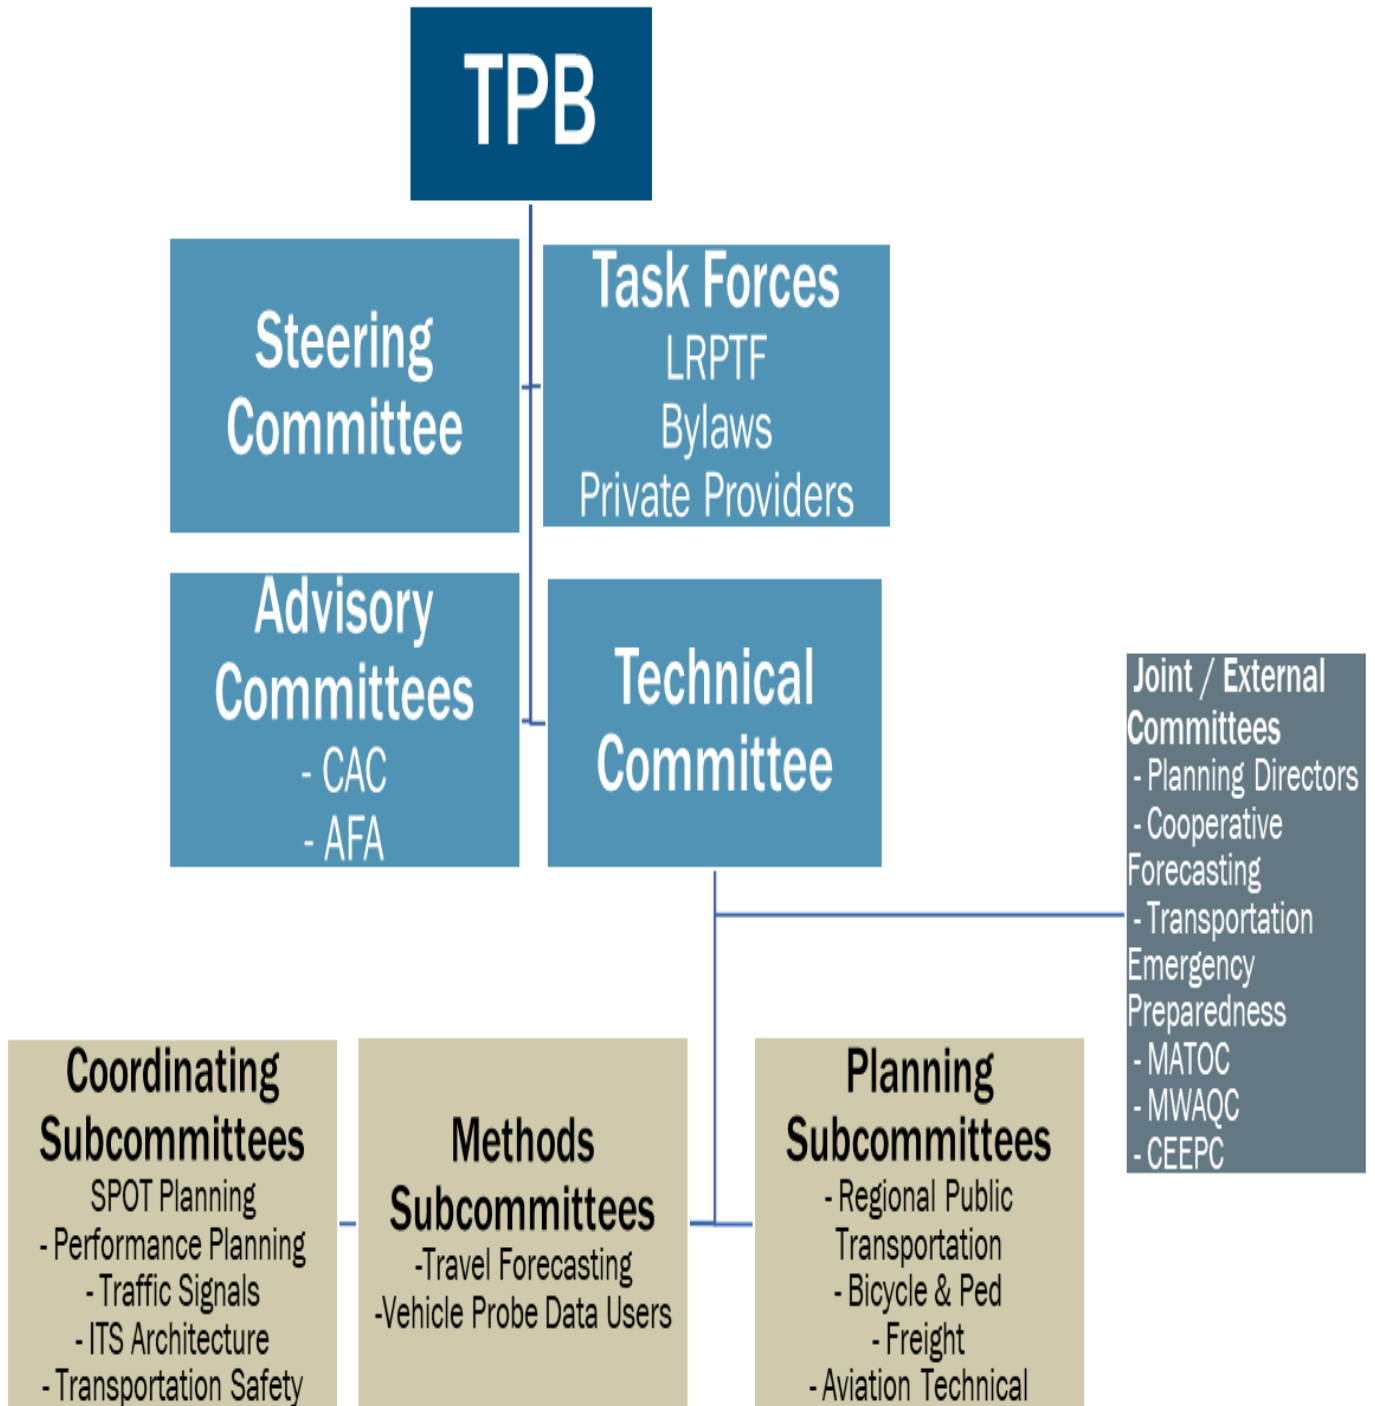 TPB
Steering
Committee
Task Forces
LRPTF
Bylaws
Private Providers
Advisory
Committees
- CAC
- AFA
Technical
Committee
Joint / External
Committees
- Planning Directors
- Cooperative
Forecasting
- Transportation
Emergency
Preparedness
- MATOC
- MWAQC
- CEEPC
Coordinating
Subcommittees
SPOT Planning
- Performance Planning
- Traffic Signals
- ITS Architecture
- Transportation Safety
Methods
Subcommittees
-Travel Forecasting
-Vehicle Probe Data Users
Planning
Subcommittees
- Regional Public
Transportation
- Bicycle & Ped
- Freight
- Aviation Technical